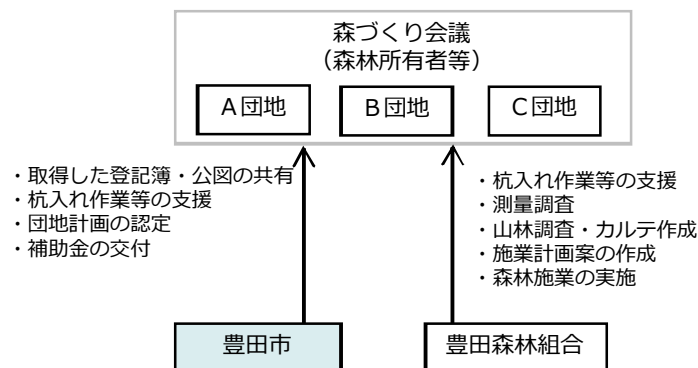 森づくり会議
（森林所有者等）
A団地
B団地
C団地
・取得した登記簿・公図の共有
・杭入れ作業等の支援
・団地計画の認定
・補助金の交付
・杭入れ作業等の支援
・測量調査
・山林調査・カルテ作成
・施業計画案の作成
・森林施業の実施
豊田市
豊田森林組合